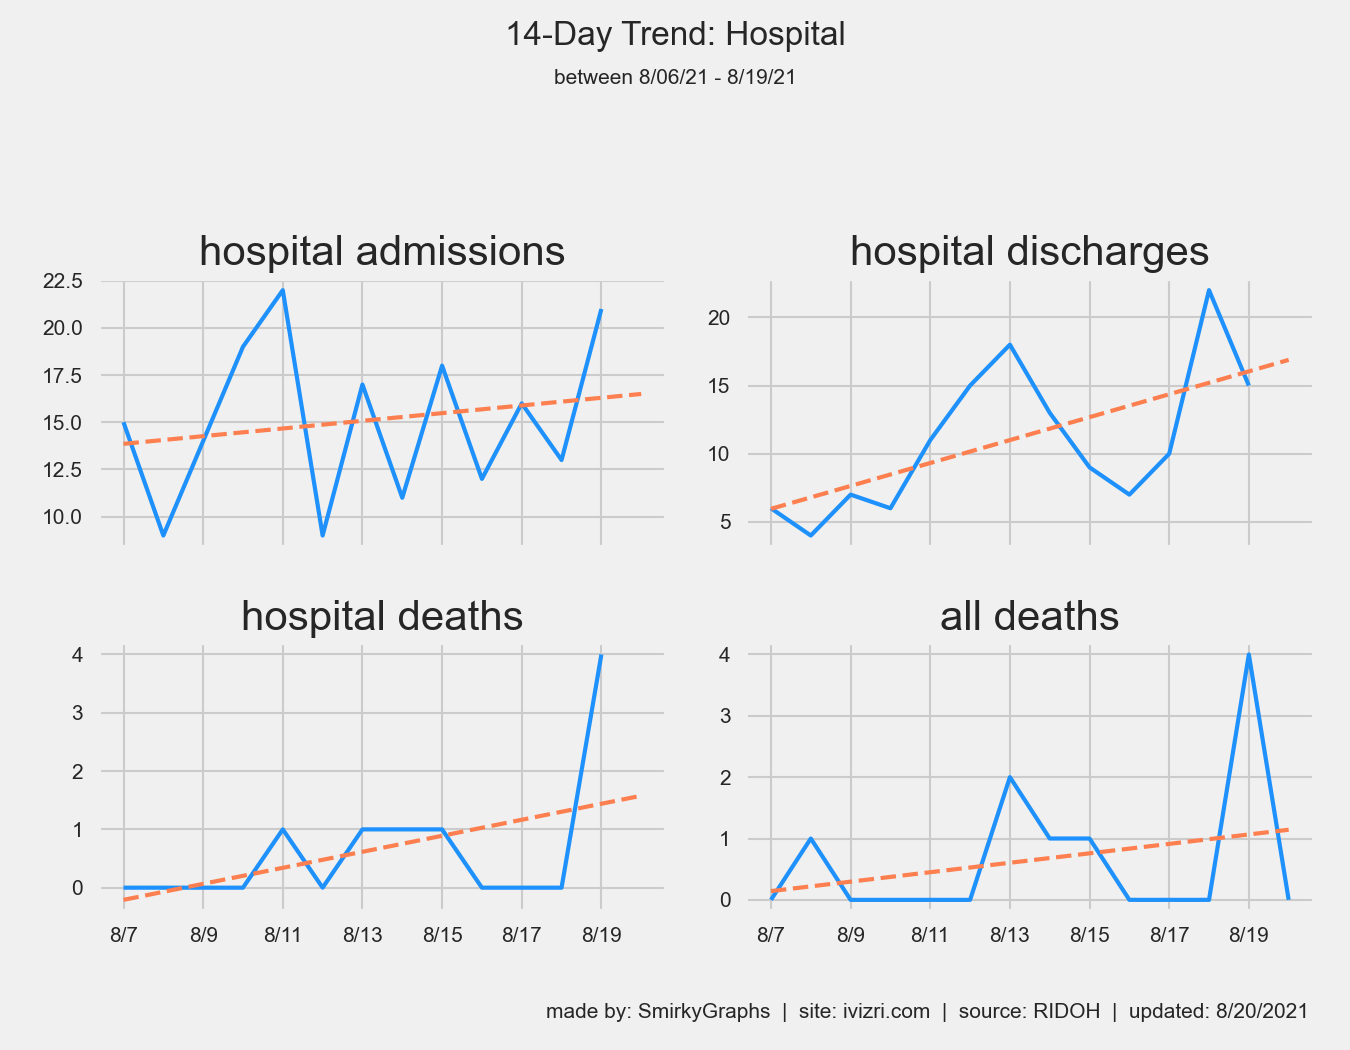 14-Day Trend: Hospital
between 8/06/21 - 8/19/21
hospital admissions
22.5
20.0
17.5
15.0
12.5
10.0
hospital discharges
20
15
10
5
hospital deaths
4
3
2
1
0
8/7 8/9 8/11 8/13 8/15 8/17 8/19
all deaths
4
3
2
1
0
8/7 8/9 8/11 8/13 8/15 8/17 8/19
made by: SmirkyGraphs | site: ivizri.com | source: RIDOH | updated: 8/20/2021